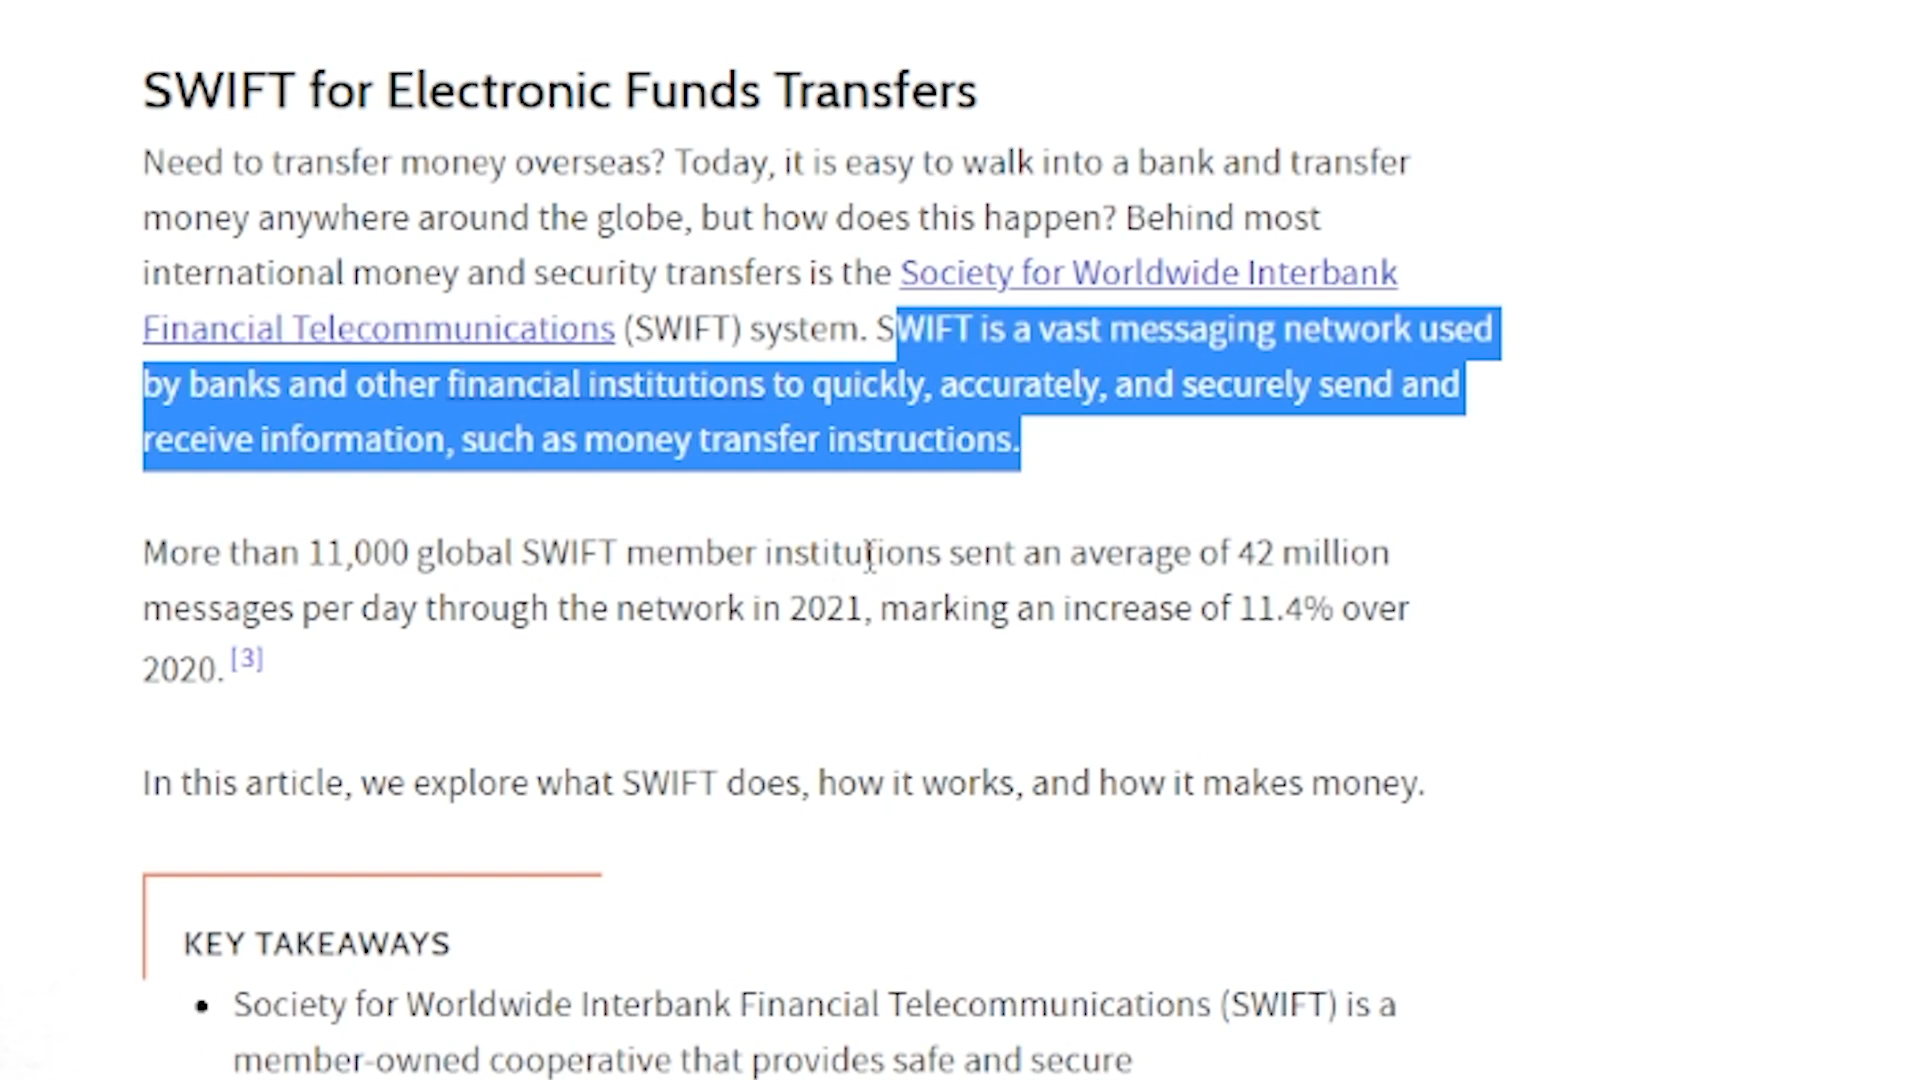 SWIFT for Electronic Funds Transfers
Need to transfer money overseas? Today, it is easy to walk into a bank and transfer
money anywhere around the globe, but how does this happen? Behind most
international money and security transfers is the Society for Worldwide Interbank
Financial Telecommunications (SWIFT) system. SWIFT is a vast messaging network used
by banks and other financial institutions to quickly, accurately, and securely send and
receive information, such as money transfer instructions.
More than 11,000 global SWIFT member institutions sent an average of 42 million
messages per day through the network in 2021, marking an increase of 11.4% over
2020. [3]
In this article, we explore what SWIFT does, how it works, and how it makes money.
KEY TAKEAWAYS
• Society for Worldwide Interbank Financial Telecommunications (SWIFT) is a
member-owned cooperative that provides safe and secure